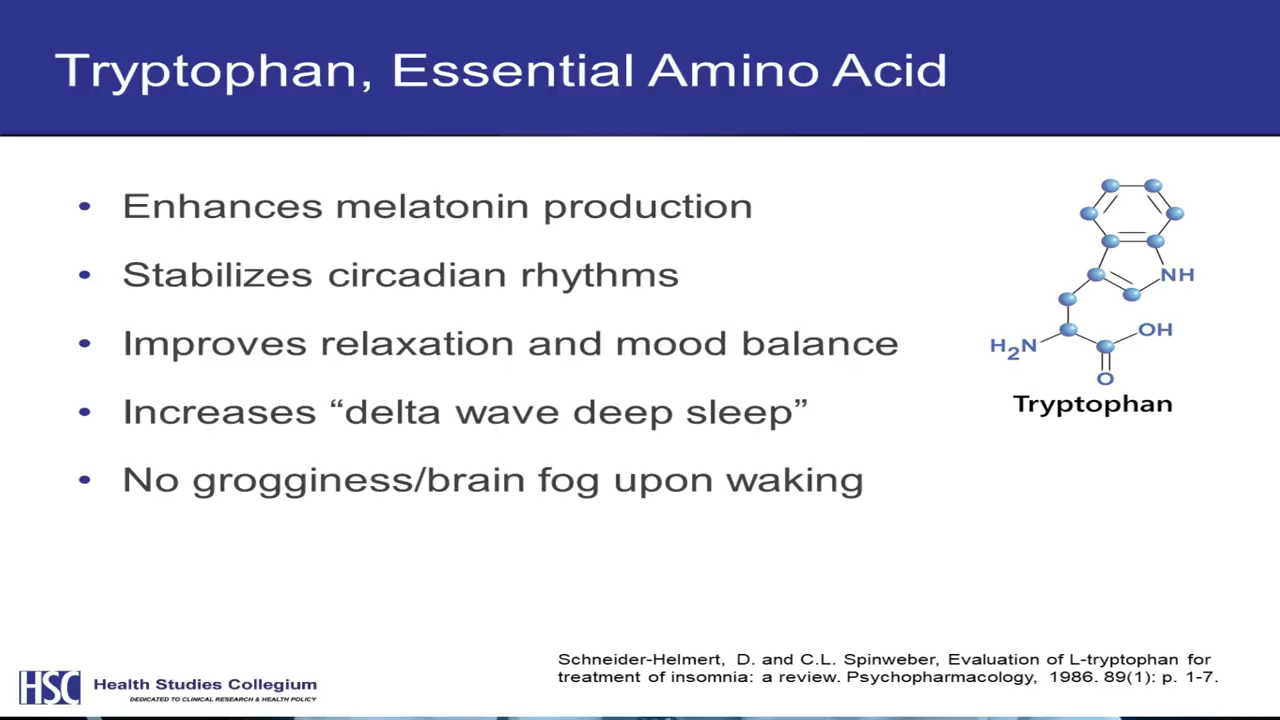 Tryptophan, Essential Amino Acid
• Enhances melatonin production
• Stabilizes circadian rhythms
• Improves relaxation and mood balance
• Increases “delta wave deep sleep”
• No grogginess/brain fog upon waking
NH
OH
H2N
O
Tryptophan
Schneider-Helmert, D. and C.L. Spinweber, Evaluation of L-tryptophan for
treatment of insomnia: a review. Psychopharmacology, 1986. 89(1): p. 1-7.
HSC Health Studies Collegium
DEDICATED TO CLINICAL RESEARCH & HEALTH POLICY